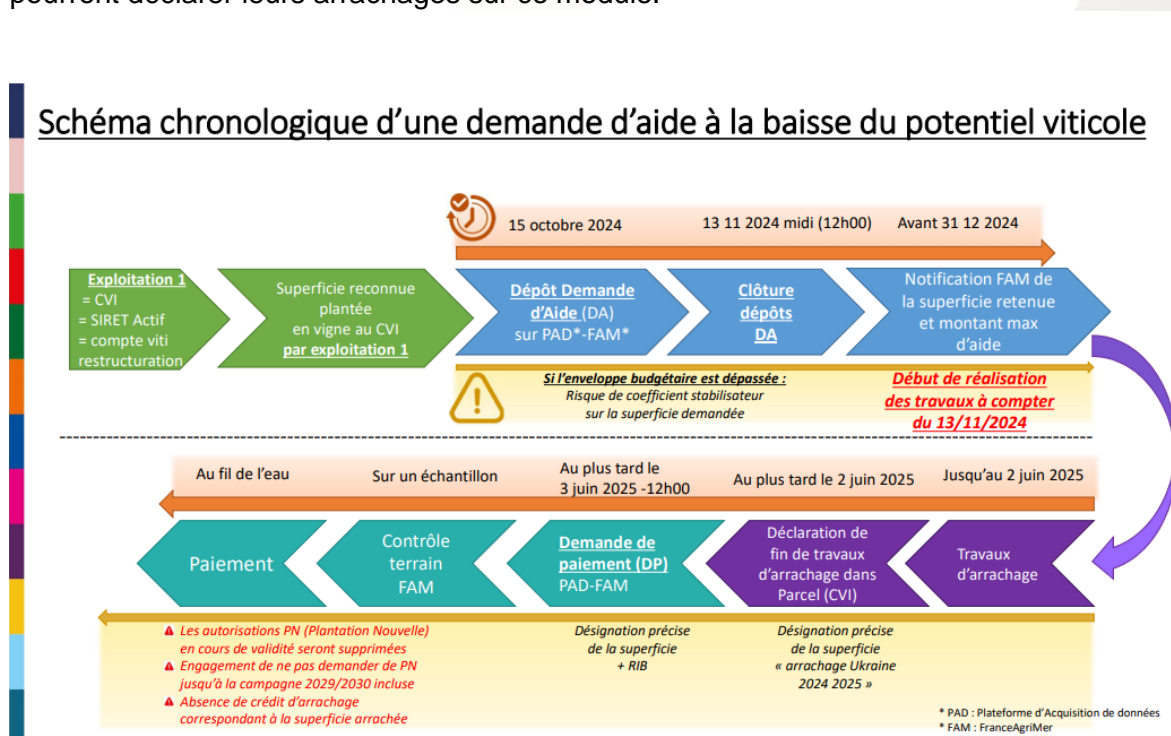 pourront déclarer leurs arrachages sur ce module.
Schéma chronologique d’une demande d’aide à la baisse du potentiel viticole
15 octobre 2024
13 11 2024 midi (12h00)
Avant 31 12 2024
Exploitation 1
= CVI
= SIRET Actif
= compte viti
restructuration
Superficie reconnue
plantée
en vigne au CVI
par exploitation 1
Dépôt Demande
d’Aide (DA)
sur PAD*-FAM*
Clôture
dépôts
DA
Notification FAM de
la superficie retenue
et montant max
d’aide
Si l’enveloppe budgétaire est dépassée :
Risque de coefficient stabilisateur
sur la superficie demandée
Début de réalisation
des travaux à compter
du 13/11/2024
Au fil de l’eau
Sur un échantillon
Au plus tard le
3 juin 2025 -12h00
Au plus tard le 2 juin 2025
Jusqu’au 2 juin 2025
Paiement
Contrôle
terrain
FAM
Demande de
paiement (DP)
PAD-FAM
Déclaration de
fin de travaux
d’arrachage dans
Parcel (CVI)
Travaux
d’arrachage
Les autorisations PN (Plantation Nouvelle)
en cours de validité seront supprimées
Engagement de ne pas demander de PN
jusqu’à la campagne 2029/2030 incluse
Absence de crédit d’arrachage
correspondant à la superficie arrachée
Désignation précise
de la superficie
+ RIB
Désignation précise
de la superficie
« arrachage Ukraine
2024 2025 »
* PAD : Plateforme d’Acquisition de données
* FAM : FranceAgriMer